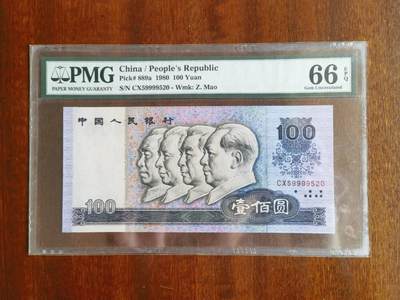 PMG
PAPER MONEY GUARANTY
China / People's Republic
Pick# 889a 1980 100 Yuan
S/N CX59999520 - Wmk: Z. Mao
66 EPQ
Gem Uncirculated
中国人民银行
100
CX59999520
100
壹佰圆